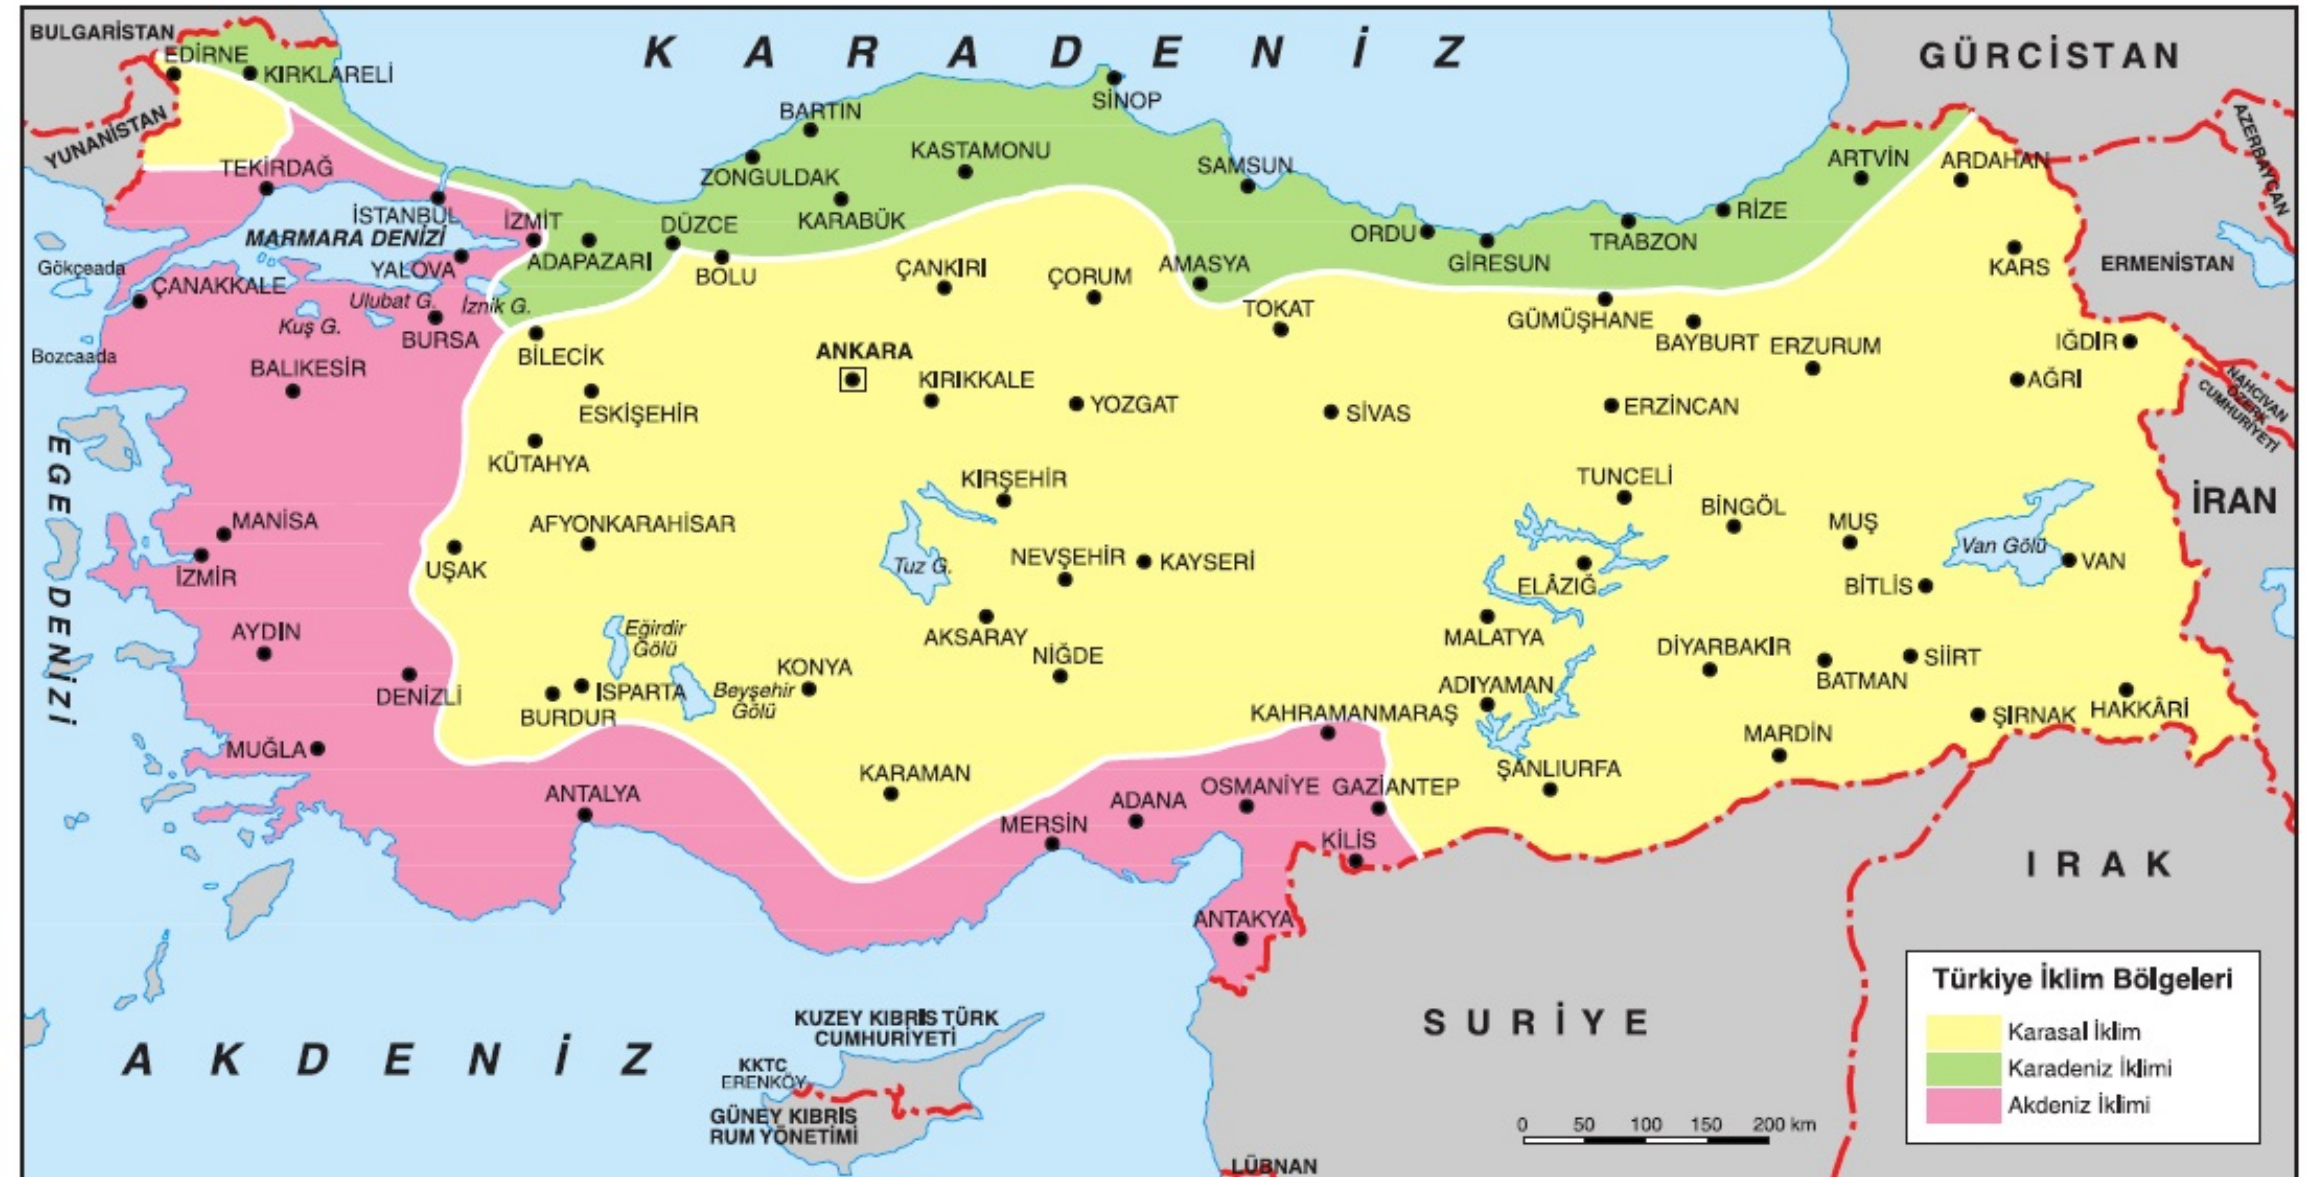 BULGARİSTAN
EDİRNE
KIRKLARELİ
YUNANİSTAN
TEKİRDAĞ
İSTANBUL
MARMARA DENİZİ
İZMİT
YALOVA
ADAPAZARI
Gökçeada
ÇANAKKALE
Ulubat G.
İznik G.
Kuş G.
BURSA
Bozcaada
BALIKESİR
BİLECİK
K A R A D E N İ Z
BARTIN
ZONGULDAK
KARABÜK
KASTAMONU
SİNOP
DÜZCE
BOLU
SAMSUN
ORDU
GİRESUN
TRABZON
RİZE
ARTVİN
ARDAHAN
GÜRCİSTAN
AZERBAYCAN
KARS
ERMENİSTAN
ÇANKIRI
ÇORUM
AMASYA
TOKAT
GÜMÜŞHANE
BAYBURT
ERZURUM
IĞDIR
AĞRI
NAHCIVAN
ÖZERK
CUMHURİYETİ
ANKARA
KIRIKKALE
YOZGAT
SİVAS
ERZİNCAN
ESKİŞEHİR
KÜTAHYA
EGE DENİZİ
MANİSA
İZMİR
UŞAK
AFYONKARAHİSAR
KIRŞEHİR
Tuz G.
NEVŞEHİR
KAYSERİ
TUNCELİ
BİNGÖL
MUŞ
ELÂZIĞ
Van Gölü
VAN
BİTLİS
İRAN
AYDIN
DENİZLİ
MUĞLA
Eğirdir
Gölü
ISPARTA
BURDUR
Beyşehir
Gölü
KONYA
AKSARAY
NİĞDE
MALATYA
ADIYAMAN
DİYARBAKIR
BATMAN
SİİRT
ŞIRNAK
HAKKÂRİ
MARDİN
KAHRAMANMARAŞ
ŞANLIURFA
ANTALYA
KARAMAN
MERSİN
ADANA
OSMANİYE
GAZİANTEP
KİLİS
ANTAKYA
I R A K
S U R İ Y E
A K D E N İ Z
KUZEY KIBRIS TÜRK
CUMHURİYETİ
KKTC
ERENKÖY
GÜNEY KIBRIS
RUM YÖNETİMİ
LÜBNAN
0 50 100 150 200 km
Türkiye İklim Bölgeleri
Karasal İklim
Karadeniz İklimi
Akdeniz İklimi